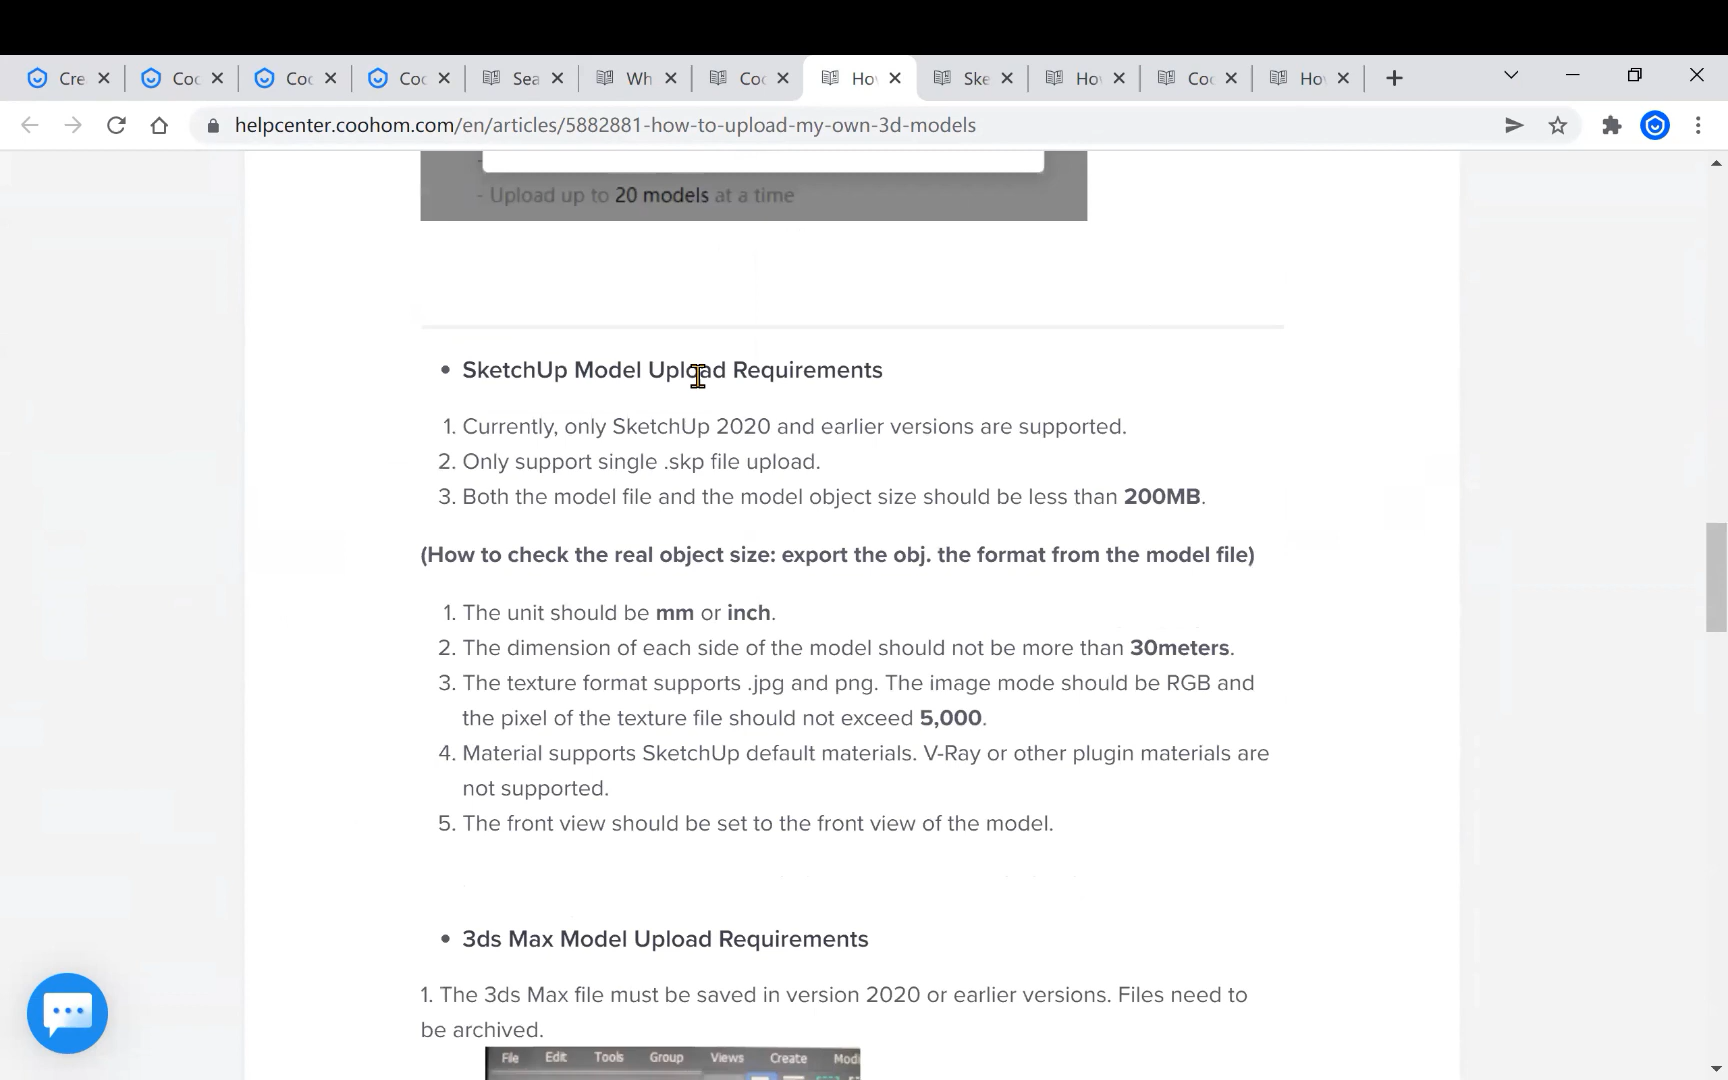 Cre
Coo
Coo
Coo
Sea
Wh
Coo
How
Ske
How
Coo
How
helpcenter.coohom.com/en/articles/5882881-how-to-upload-my-own-3d-models
- Upload up to 20 models at a time
• SketchUp Model Upload Requirements
1. Currently, only SketchUp 2020 and earlier versions are supported.
2. Only support single .skp file upload.
3. Both the model file and the model object size should be less than 200MB.
(How to check the real object size: export the obj. the format from the model file)
1. The unit should be mm or inch.
2. The dimension of each side of the model should not be more than 30meters.
3. The texture format supports .jpg and png. The image mode should be RGB and
the pixel of the texture file should not exceed 5,000.
4. Material supports SketchUp default materials. V-Ray or other plugin materials are
not supported.
5. The front view should be set to the front view of the model.
• 3ds Max Model Upload Requirements
1. The 3ds Max file must be saved in version 2020 or earlier versions. Files need to
be archived.
File Edit Tools Group Views Create Modi